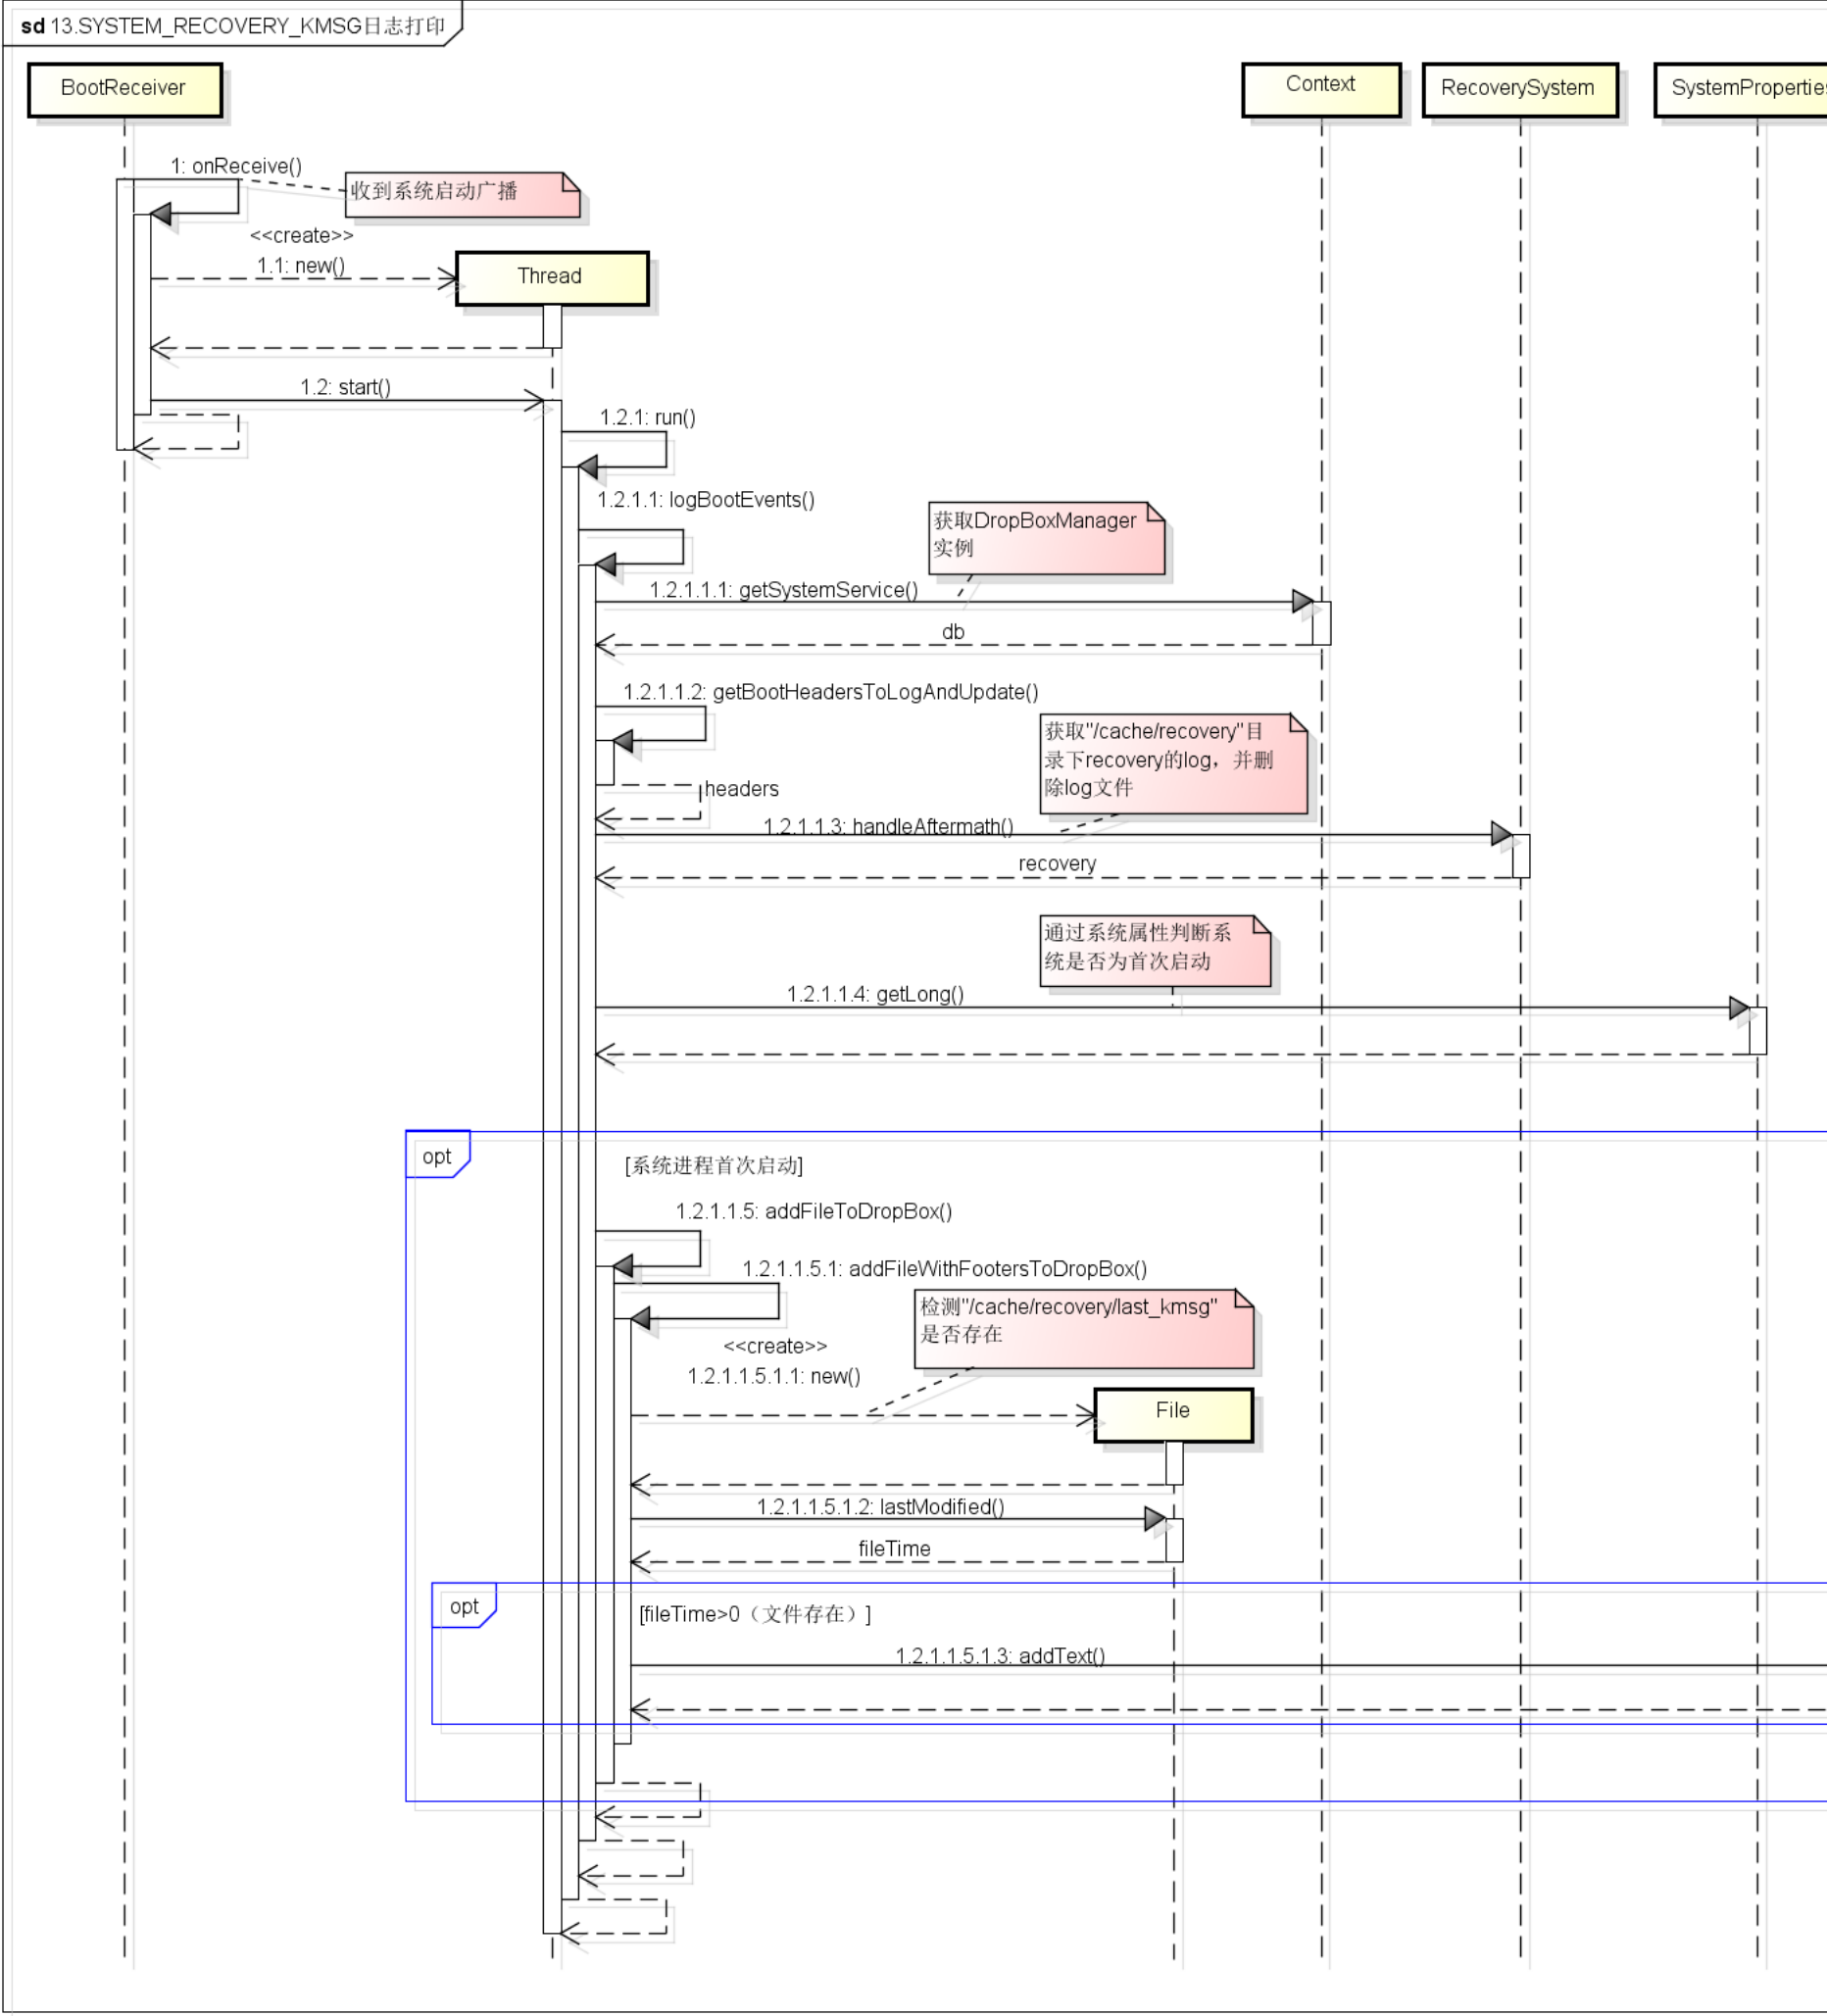 sd 13.SYSTEM_RECOVERY_KMSG日志打印
BootReceiver
Context
RecoverySystem
SystemPropertie
1: onReceive()
收到系统启动广播
<<create>>
1.1: new()
Thread
1.2: start()
1.2.1: run()
1.2.1.1: logBootEvents()
获取DropBoxManager
实例
1.2.1.1.1: getSystemService()
db
1.2.1.1.2: getBootHeadersToLogAndUpdate()
获取"/cache/recovery"目
录下recovery的log，并删
除log文件
headers
1.2.1.1.3: handleAftermath()
recovery
通过系统属性判断系
统是否为首次启动
1.2.1.1.4: getLong()
opt
[系统进程首次启动]
1.2.1.1.5: addFileToDropBox()
1.2.1.1.5.1: addFileWithFootersToDropBox()
检测"/cache/recovery/last_kmsg"
是否存在
<<create>>
1.2.1.1.5.1.1: new()
File
1.2.1.1.5.1.2: lastModified()
fileTime
opt
[fileTime>0（文件存在）]
1.2.1.1.5.1.3: addText()